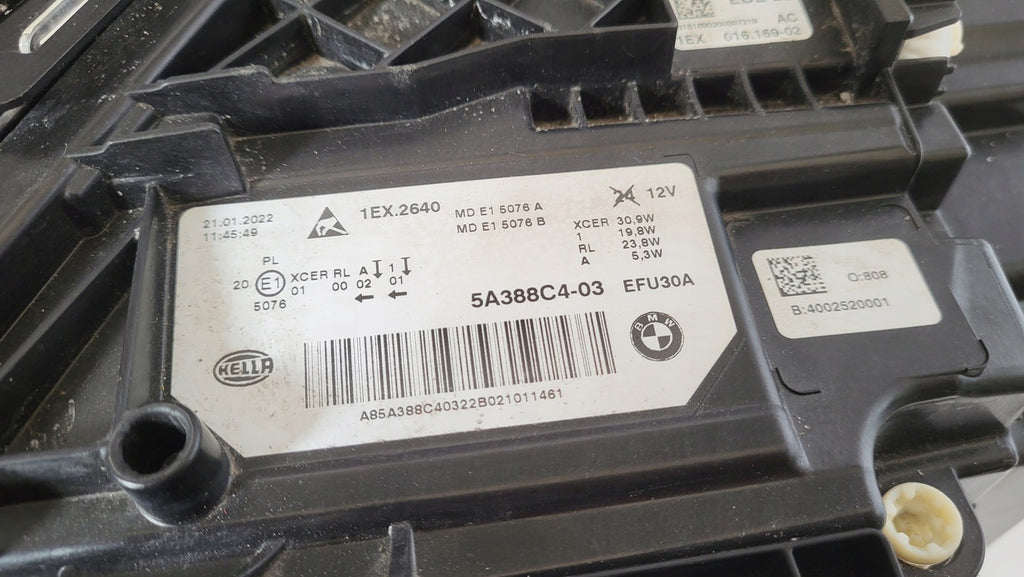 AC
1EX 016.169-02
21.01.2022
11:45:49
1EX.2640
MD E1 5076 A
MD E1 5076 B
24 12V
XCER 30,9W
1 19,8W
RL 23,8W
A 5,3W
PL
20 E1 XCER RL A 1
01 00 02 01
5076
5A388C4-03 EFU30A
HELLA
BMW
A85A388C40322B021011461
O:808
B:4002520001